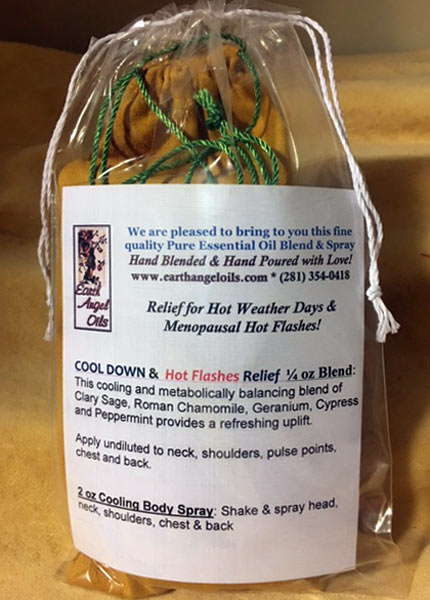 We are pleased to bring to you this fine
quality Pure Essential Oil Blend & Spray
Hand Blended & Hand Poured with Love!
www.earthangeloils.com * (281) 354-0418
Earth
Angel
Oils
Relief for Hot Weather Days &
Menopausal Hot Flashes!
COOL DOWN & Hot Flashes Relief ¼ oz Blend:
This cooling and metabolically balancing blend of
Clary Sage, Roman Chamomile, Geranium, Cypress
and Peppermint provides a refreshing uplift.
Apply undiluted to neck, shoulders, pulse points,
chest and back.
2 oz Cooling Body Spray: Shake & spray head,
neck, shoulders, chest & back